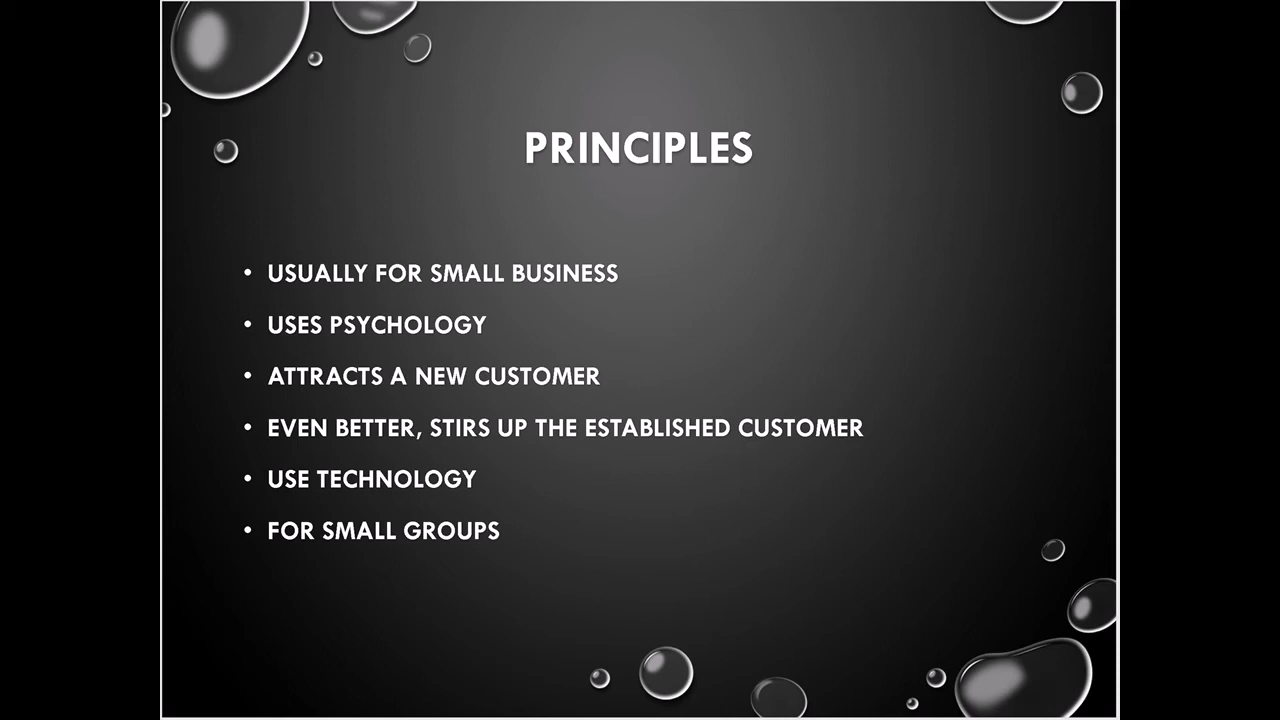 PRINCIPLES
• USUALLY FOR SMALL BUSINESS
• USES PSYCHOLOGY
• ATTRACTS A NEW CUSTOMER
• EVEN BETTER, STIRS UP THE ESTABLISHED CUSTOMER
• USE TECHNOLOGY
• FOR SMALL GROUPS